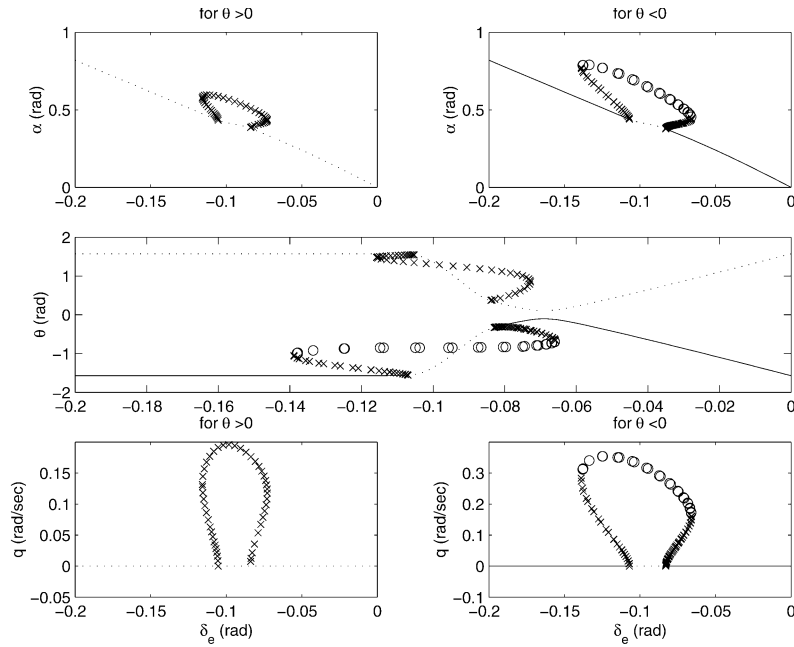 for θ >0
for θ <0
1
0.5
0
α (rad)
−0.2 −0.15 −0.1 −0.05 0
1
0.5
0
α (rad)
−0.2 −0.15 −0.1 −0.05 0
2
1
0
−1
−2
θ (rad)
−0.2 −0.18 −0.16 −0.14 −0.12 −0.1 −0.08 −0.06 −0.04 −0.02 0
for θ >0
for θ <0
0.15
0.1
0.05
0
−0.05
q (rad/sec)
−0.2 −0.15 −0.1 −0.05 0
δe (rad)
0.3
0.2
0.1
0
−0.1
q (rad/sec)
−0.2 −0.15 −0.1 −0.05 0
δe (rad)